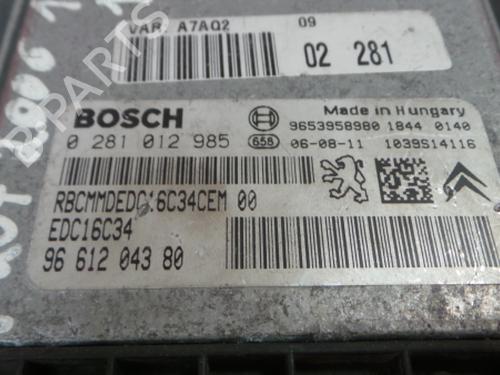 VAR. A7AQ2 09
02 281
BOSCH
Made in Hungary
9653958980 1844 0140
0 281 012 985
658 06-08-11 1039S14116
RBCMMDEDC16C34CEM 00
EDC16C34
96 612 043 80
B PARTS